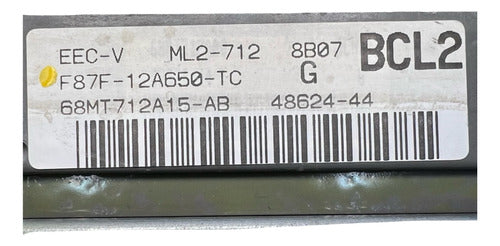 EEC-V ML2-712 8B07 BCL2
F87F-12A650-TC G
68MT712A15-AB 48624-44